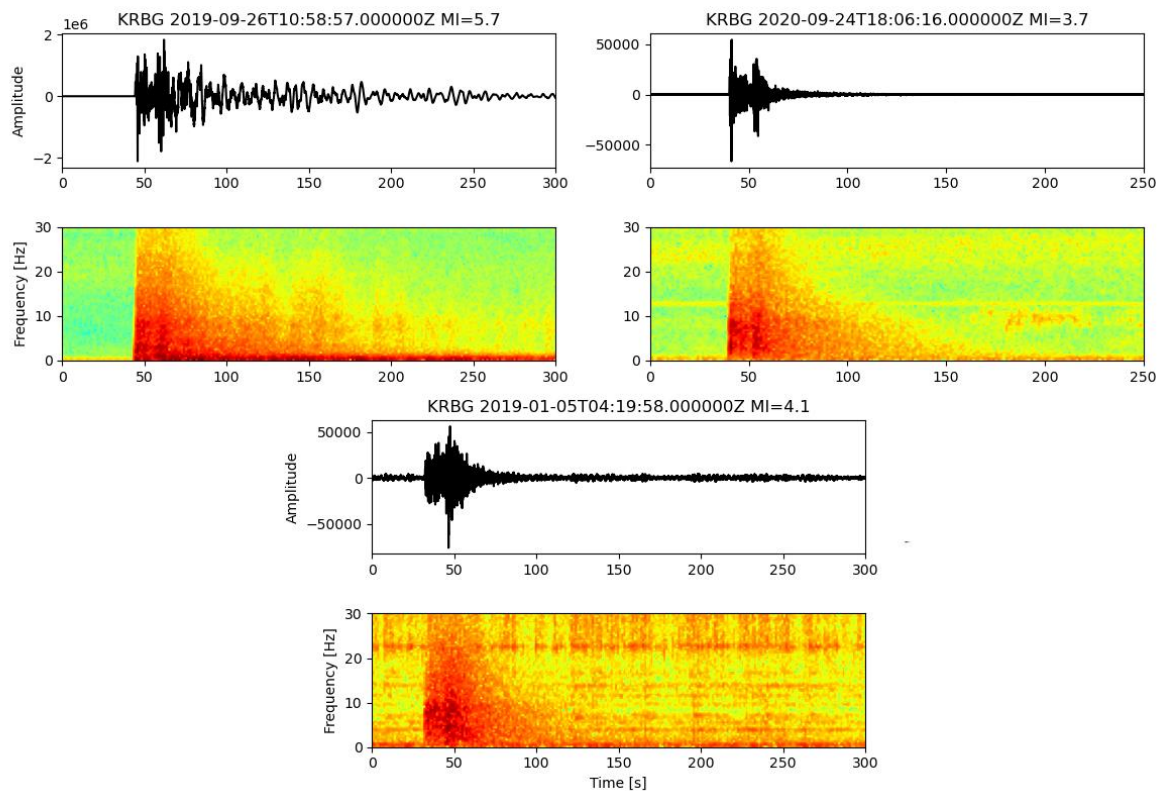 KRBG 2019-09-26T10:58:57.000000Z Ml=5.7
1e6
Amplitude
2
0
−2
0 50 100 150 200 250 300
Frequency [Hz]
30
20
10
0
0 50 100 150 200 250 300
KRBG 2020-09-24T18:06:16.000000Z Ml=3.7
50000
0
−50000
0 50 100 150 200 250
30
20
10
0
0 50 100 150 200 250
KRBG 2019-01-05T04:19:58.000000Z Ml=4.1
Amplitude
50000
0
−50000
0 50 100 150 200 250 300
Frequency [Hz]
30
20
10
0
0 50 100 150 200 250 300
Time [s]